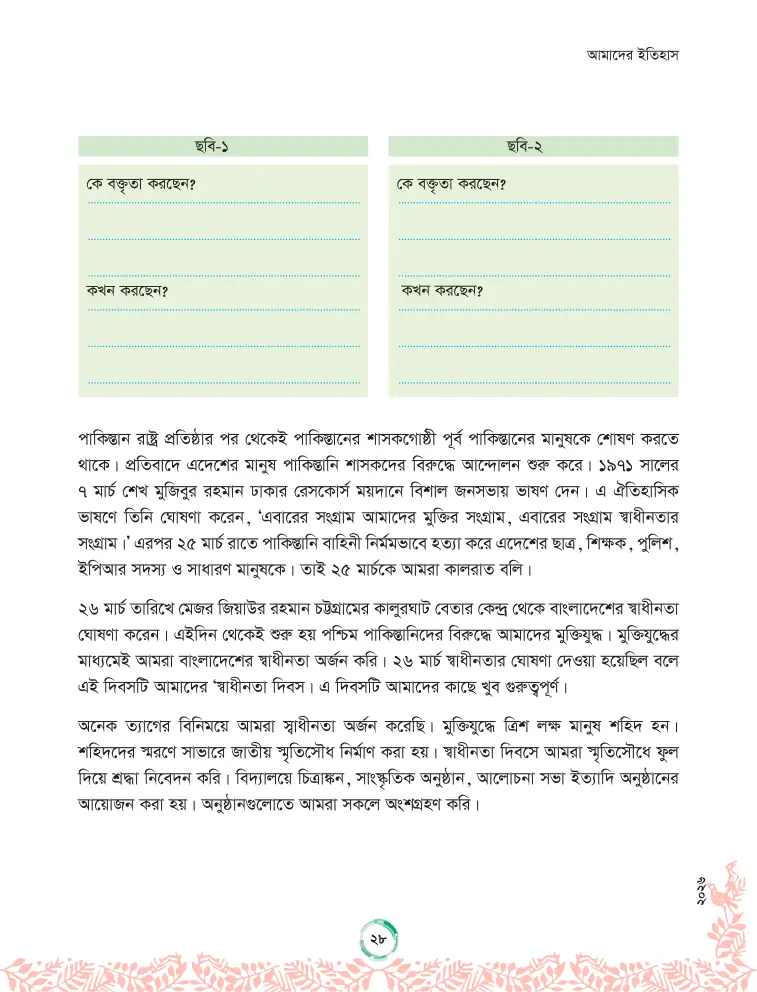 আমাদের ইতিহাস
ছবি-১
কে বক্তৃতা করছেন?
কখন করছেন?
ছবি-২
কে বক্তৃতা করছেন?
কখন করছেন?
পাকিস্তান রাষ্ট্র প্রতিষ্ঠার পর থেকেই পাকিস্তানের শাসকগোষ্ঠী পূর্ব পাকিস্তানের মানুষকে শোষণ করতে
থাকে। প্রতিবাদে এদেশের মানুষ পাকিস্তানি শাসকদের বিরুদ্ধে আন্দোলন শুরু করে। ১৯৭১ সালের
৭ মার্চ শেখ মুজিবুর রহমান ঢাকার রেসকোর্স ময়দানে বিশাল জনসভায় ভাষণ দেন। এ ঐতিহাসিক
ভাষণে তিনি ঘোষণা করেন, ‘এবারের সংগ্রাম আমাদের মুক্তির সংগ্রাম, এবারের সংগ্রাম স্বাধীনতার
সংগ্রাম।’ এরপর ২৫ মার্চ রাতে পাকিস্তানি বাহিনী নির্মমভাবে হত্যা করে এদেশের ছাত্র, শিক্ষক, পুলিশ,
ইপিআর সদস্য ও সাধারণ মানুষকে। তাই ২৫ মার্চকে আমরা কালরাত বলি।
২৬ মার্চ তারিখে মেজর জিয়াউর রহমান চট্টগ্রামের কালুরঘাট বেতার কেন্দ্র থেকে বাংলাদেশের স্বাধীনতা
ঘোষণা করেন। এইদিন থেকেই শুরু হয় পশ্চিম পাকিস্তানিদের বিরুদ্ধে আমাদের মুক্তিযুদ্ধ। মুক্তিযুদ্ধের
মাধ্যমেই আমরা বাংলাদেশের স্বাধীনতা অর্জন করি। ২৬ মার্চ স্বাধীনতার ঘোষণা দেওয়া হয়েছিল বলে
এই দিবসটি আমাদের ‘স্বাধীনতা দিবস। এ দিবসটি আমাদের কাছে খুব গুরুত্বপূর্ণ।
অনেক ত্যাগের বিনিময়ে আমরা স্বাধীনতা অর্জন করেছি। মুক্তিযুদ্ধে ত্রিশ লক্ষ মানুষ শহিদ হন।
শহিদদের স্মরণে সাভারে জাতীয় স্মৃতিসৌধ নির্মাণ করা হয়। স্বাধীনতা দিবসে আমরা স্মৃতিসৌধে ফুল
দিয়ে শ্রদ্ধা নিবেদন করি। বিদ্যালয়ে চিত্রাঙ্কন, সাংস্কৃতিক অনুষ্ঠান, আলোচনা সভা ইত্যাদি অনুষ্ঠানের
আয়োজন করা হয়। অনুষ্ঠানগুলোতে আমরা সকলে অংশগ্রহণ করি।
২০২৬
২৮